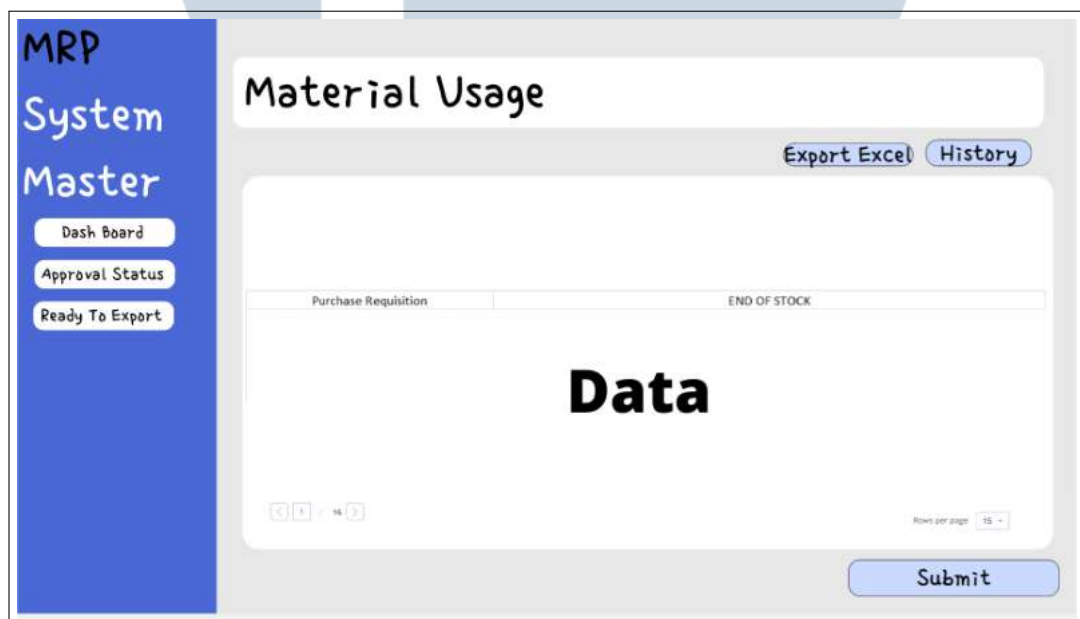 MRP
System
Master
Dash Board
Approval Status
Ready To Export
Material Usage
Export Excel History
Purchase Requisition END OF STOCK
Data
< 1 / 16 > Rows per page 15
Submit